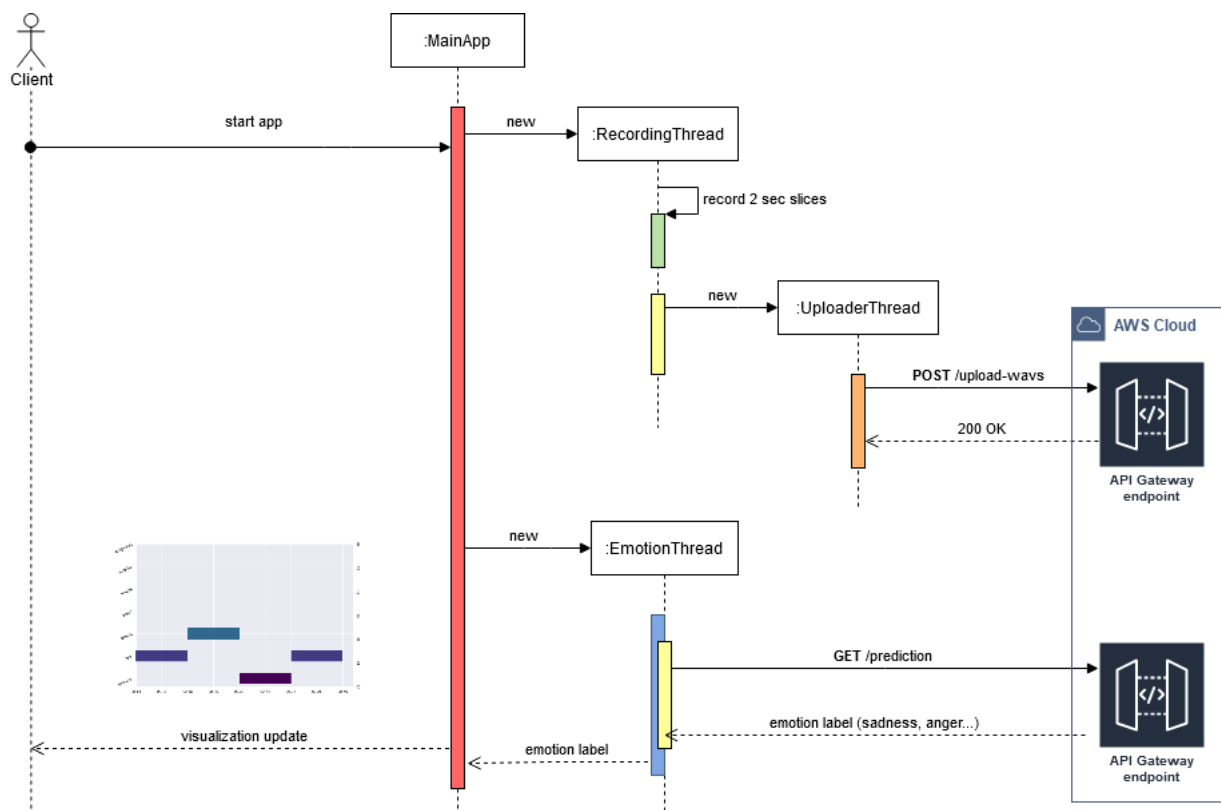 :MainApp
Client
start app
new
:RecordingThread
record 2 sec slices
new
:UploaderThread
AWS Cloud
POST /upload-wavs
200 OK
API Gateway
endpoint
new
:EmotionThread
GET /prediction
emotion label (sadness, anger...)
visualization update
emotion label
API Gateway
endpoint